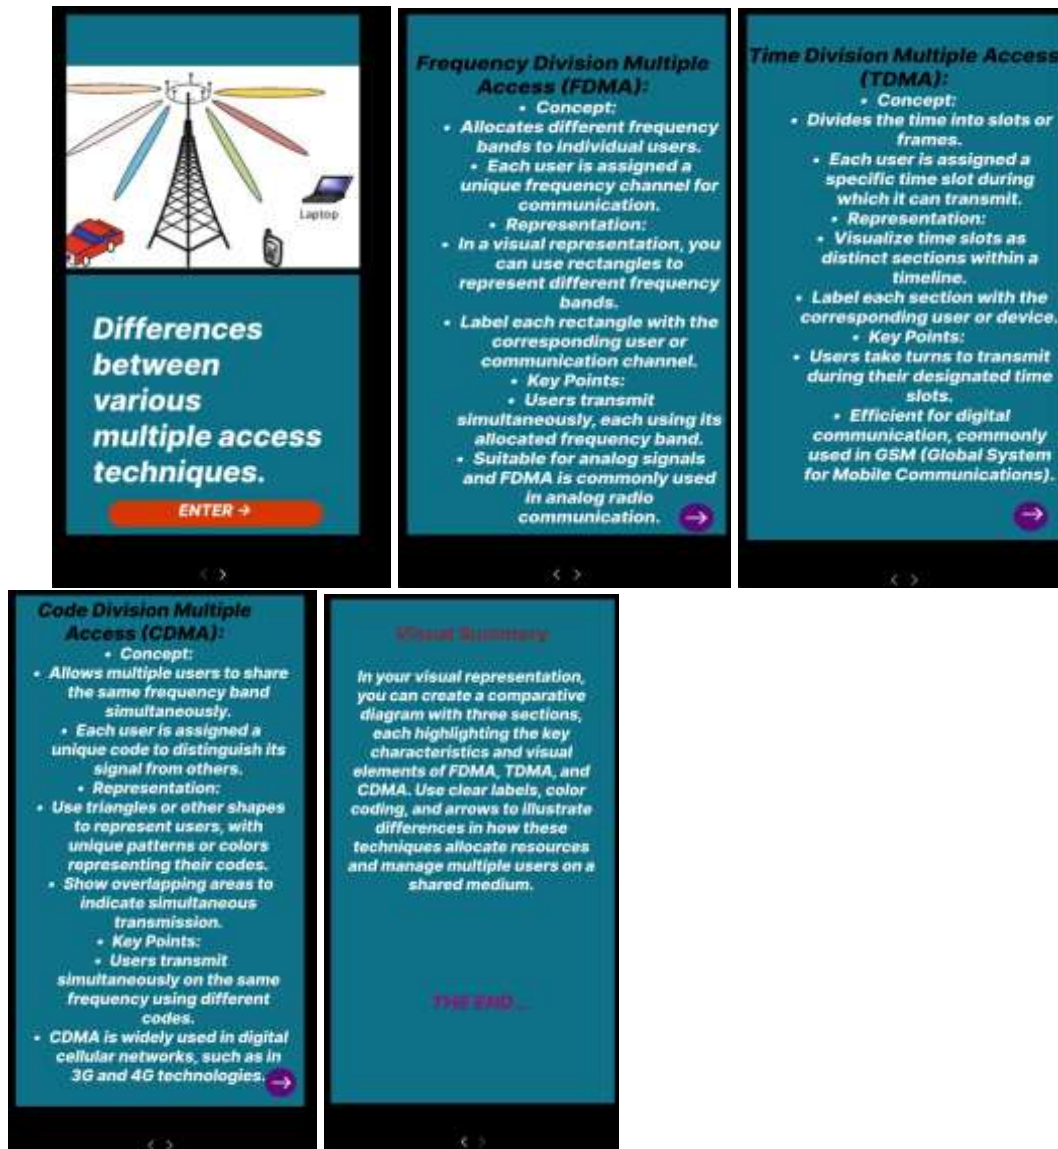 Laptop
Differences
between
various
multiple access
techniques.
ENTER →
Frequency Division Multiple
Access (FDMA):
• Concept:
• Allocates different frequency
bands to individual users.
• Each user is assigned a
unique frequency channel for
communication.
• Representation:
• In a visual representation, you
can use rectangles to
represent different frequency
bands.
• Label each rectangle with the
corresponding user or
communication channel.
• Key Points:
• Users transmit
simultaneously, each using its
allocated frequency band.
• Suitable for analog signals
and FDMA is commonly used
in analog radio
communication.
Time Division Multiple Access
(TDMA):
• Concept:
• Divides the time into slots or
frames.
• Each user is assigned a
specific time slot during
which it can transmit.
• Representation:
• Visualize time slots as
distinct sections within a
timeline.
• Label each section with the
corresponding user or device.
• Key Points:
• Users take turns to transmit
during their designated time
slots.
• Efficient for digital
communication, commonly
used in GSM (Global System
for Mobile Communications).
Code Division Multiple
Access (CDMA):
• Concept:
• Allows multiple users to share
the same frequency band
simultaneously.
• Each user is assigned a
unique code to distinguish its
signal from others.
• Representation:
• Use triangles or other shapes
to represent users, with
unique patterns or colors
representing their codes.
• Show overlapping areas to
indicate simultaneous
transmission.
• Key Points:
• Users transmit
simultaneously on the same
frequency using different
codes.
• CDMA is widely used in digital
cellular networks, such as in
3G and 4G technologies.
Visual Summary
In your visual representation,
you can create a comparative
diagram with three sections,
each highlighting the key
characteristics and visual
elements of FDMA, TDMA, and
CDMA. Use clear labels, color
coding, and arrows to illustrate
differences in how these
techniques allocate resources
and manage multiple users on a
shared medium.
THE END...